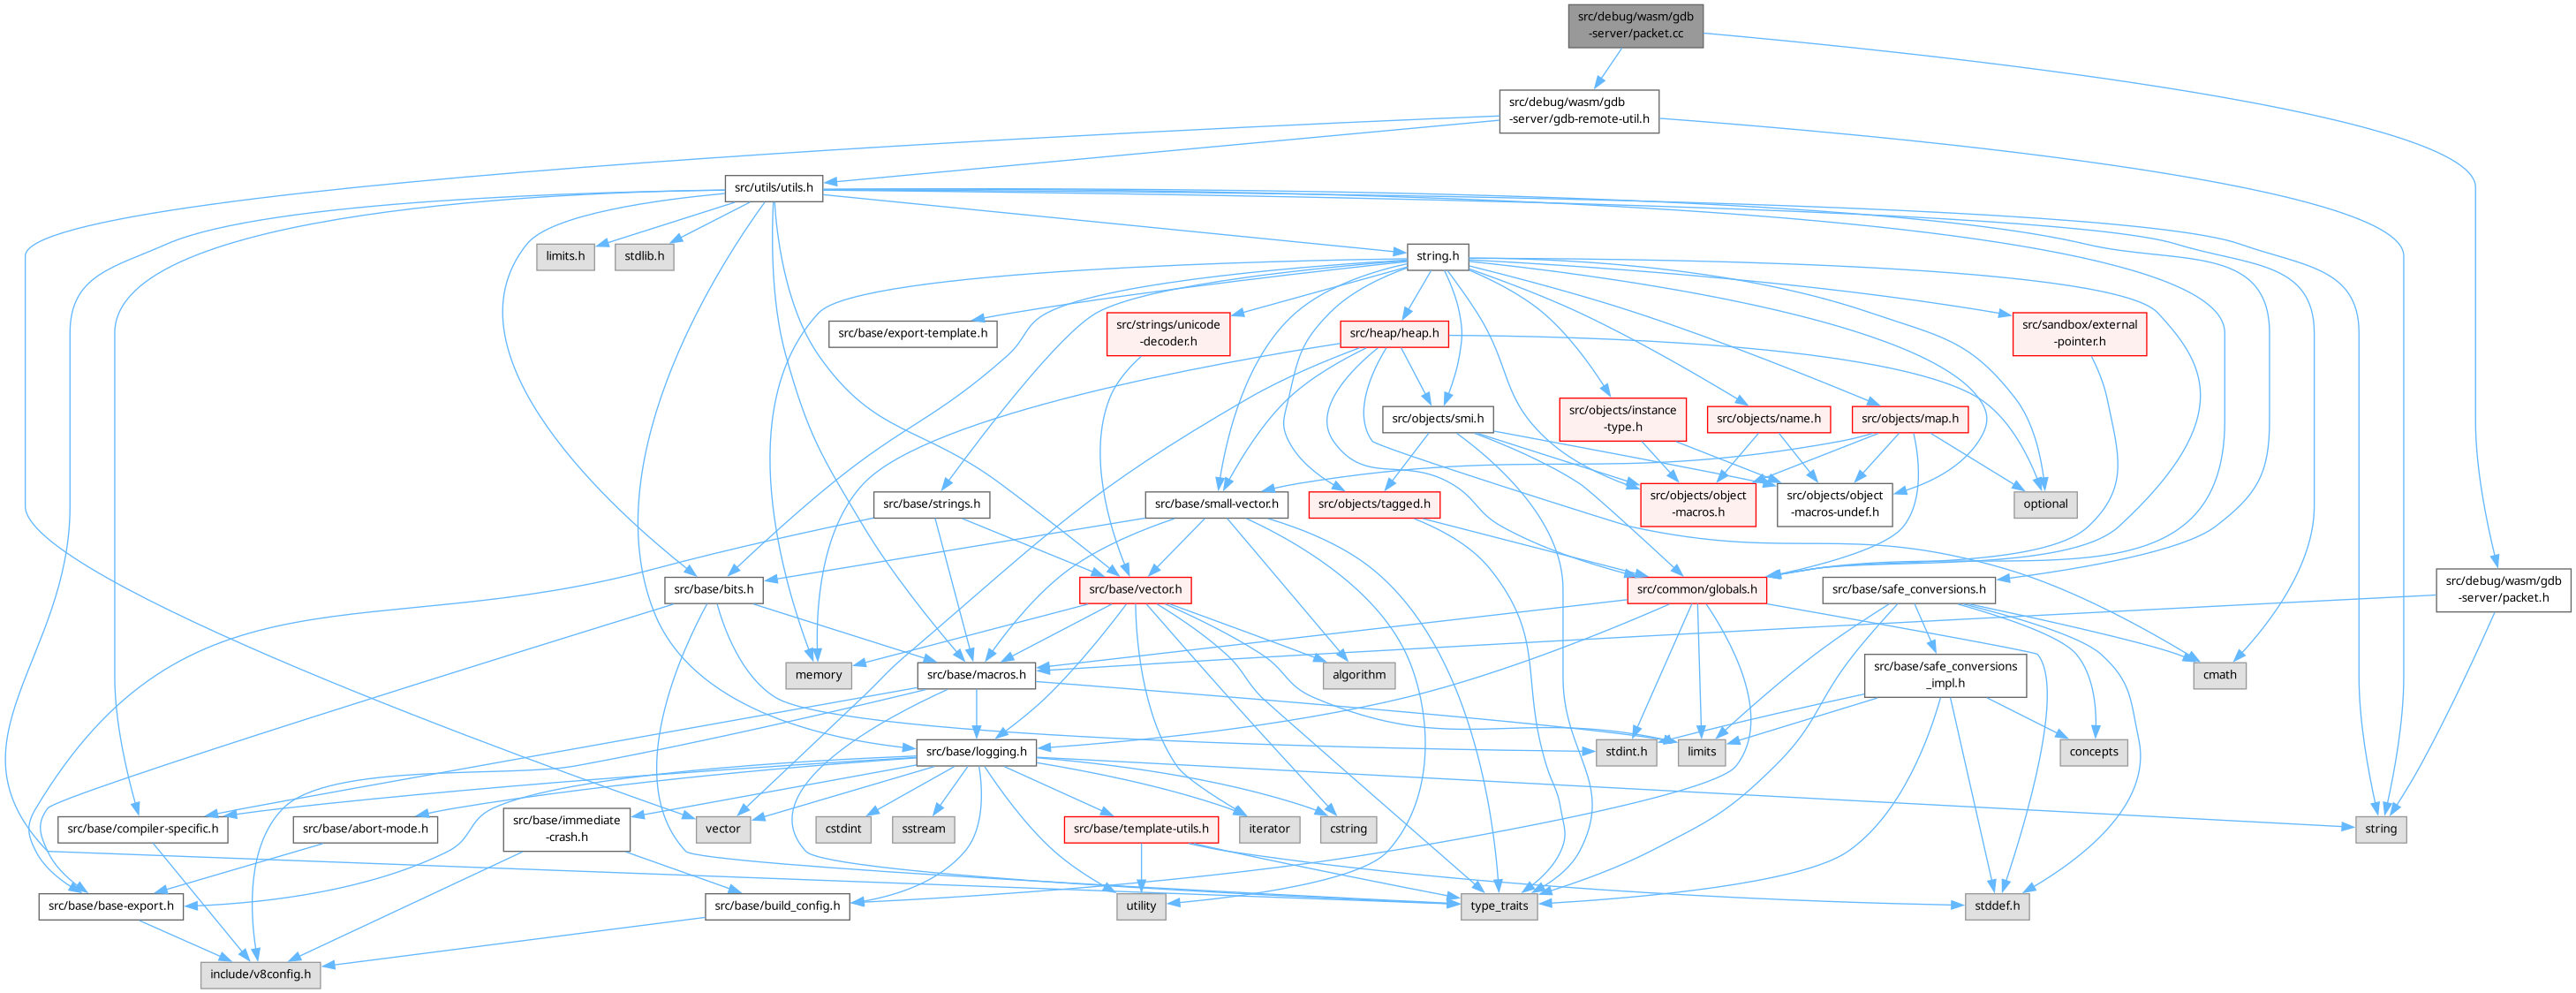 src/debug/wasm/gdb
-server/packet.cc
src/debug/wasm/gdb
-server/gdb-remote-util.h
src/utils/utils.h
limits.h
stdlib.h
string.h
src/base/export-template.h
src/strings/unicode
-decoder.h
src/heap/heap.h
src/sandbox/external
-pointer.h
src/objects/smi.h
src/objects/instance
-type.h
src/objects/name.h
src/objects/map.h
src/base/strings.h
src/base/small-vector.h
src/objects/tagged.h
src/objects/object
-macros.h
src/objects/object
-macros-undef.h
optional
src/base/bits.h
src/base/vector.h
src/common/globals.h
src/base/safe_conversions.h
src/debug/wasm/gdb
-server/packet.h
memory
src/base/macros.h
algorithm
src/base/safe_conversions
_impl.h
cmath
src/base/logging.h
stdint.h
limits
concepts
src/base/compiler-specific.h
src/base/abort-mode.h
src/base/immediate
-crash.h
vector
cstdint
sstream
src/base/template-utils.h
iterator
cstring
string
src/base/base-export.h
src/base/build_config.h
utility
type_traits
stddef.h
include/v8config.h